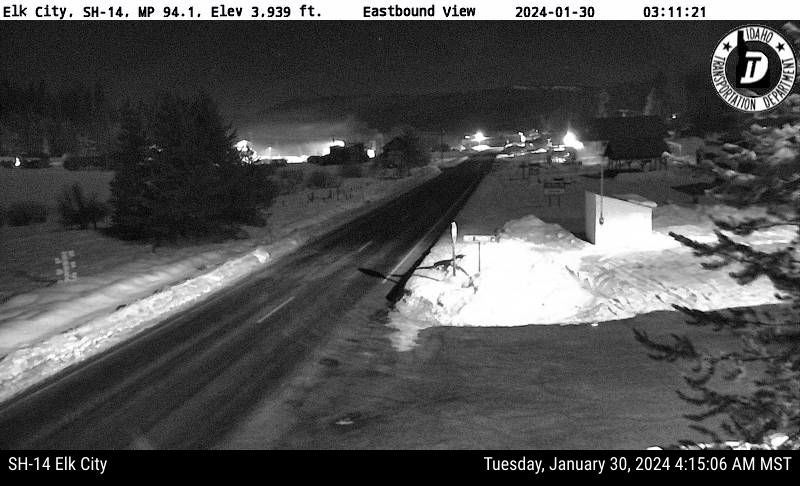 Elk City, SH-14, MP 94.1, Elev 3,939 ft. Eastbound View 2024-01-30 03:11:21
IDAHO
TRANSPORTATION DEPARTMENT
SH-14 Elk City Tuesday, January 30, 2024 4:15:06 AM MST